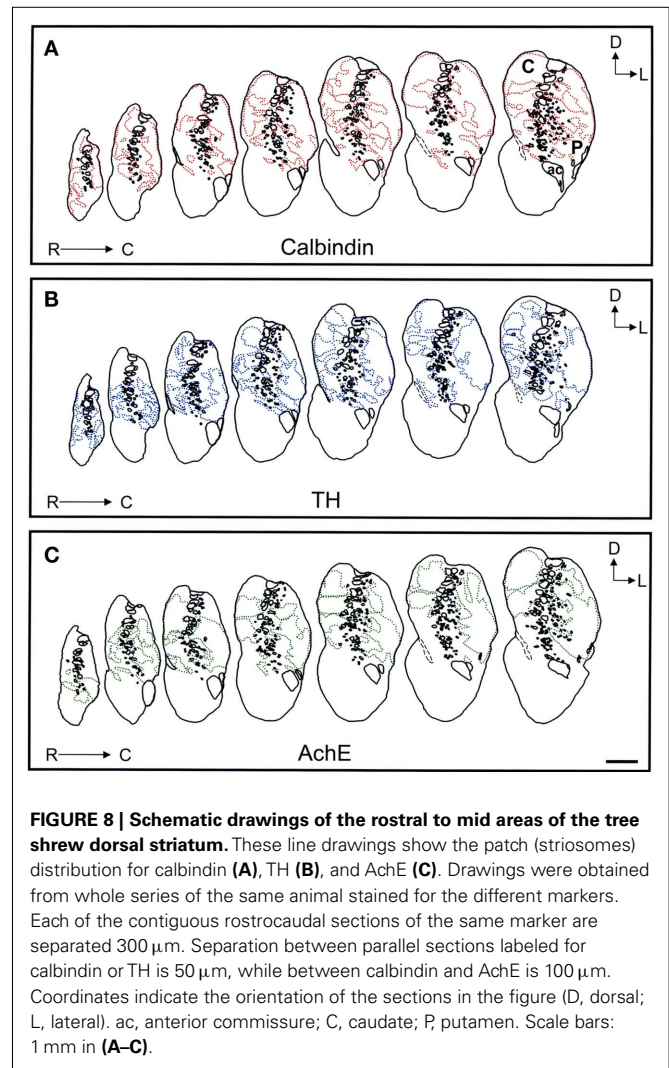 A
D
L
C
P
ac
R C
Calbindin
B
D
L
R C
TH
C
D
L
R C
AchE
FIGURE 8 | Schematic drawings of the rostral to mid areas of the tree
shrew dorsal striatum. These line drawings show the patch (striosomes)
distribution for calbindin (A), TH (B), and AchE (C). Drawings were obtained
from whole series of the same animal stained for the different markers.
Each of the contiguous rostrocaudal sections of the same marker are
separated 300 μm. Separation between parallel sections labeled for
calbindin or TH is 50 μm, while between calbindin and AchE is 100 μm.
Coordinates indicate the orientation of the sections in the figure (D, dorsal;
L, lateral). ac, anterior commissure; C, caudate; P, putamen. Scale bars:
1 mm in (A–C).